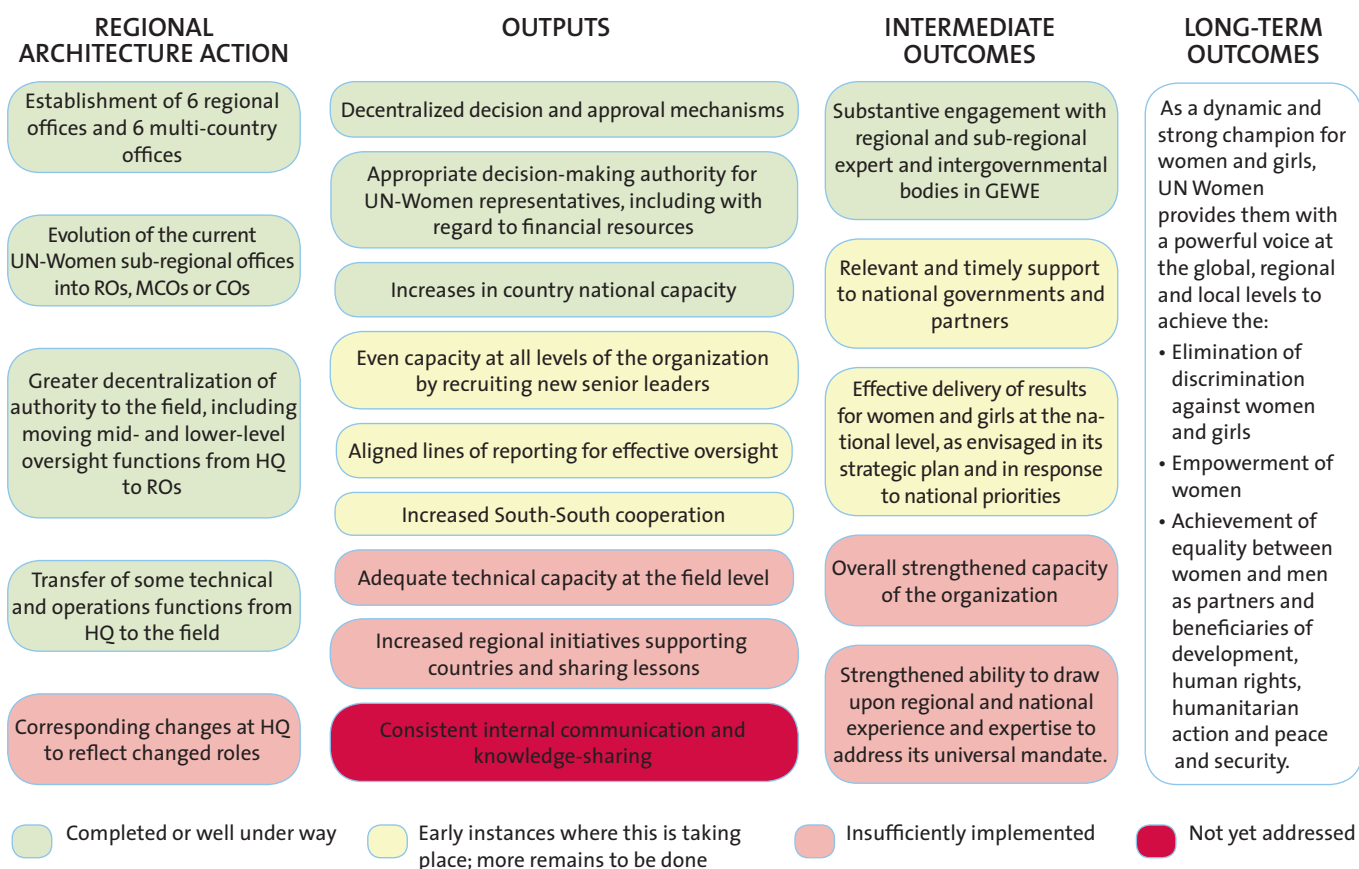 REGIONAL
ARCHITECTURE ACTION
Establishment of 6 regional
offices and 6 multi-country
offices
Evolution of the current
UN-Women sub-regional offices
into ROs, MCOs or COs
Greater decentralization of
authority to the field, including
moving mid- and lower-level
oversight functions from HQ
to ROs
Transfer of some technical
and operations functions from
HQ to the field
Corresponding changes at HQ
to reflect changed roles
OUTPUTS
Decentralized decision and approval mechanisms
Appropriate decision-making authority for
UN-Women representatives, including with
regard to financial resources
Increases in country national capacity
Even capacity at all levels of the organization
by recruiting new senior leaders
Aligned lines of reporting for effective oversight
Increased South-South cooperation
Adequate technical capacity at the field level
Increased regional initiatives supporting
countries and sharing lessons
Consistent internal communication and
knowledge-sharing
INTERMEDIATE
OUTCOMES
Substantive engagement with
regional and sub-regional
expert and intergovernmental
bodies in GEWE
Relevant and timely support
to national governments and
partners
Effective delivery of results
for women and girls at the na-
tional level, as envisaged in its
strategic plan and in response
to national priorities
Overall strengthened capacity
of the organization
Strengthened ability to draw
upon regional and national
experience and expertise to
address its universal mandate.
LONG-TERM
OUTCOMES
As a dynamic and
strong champion for
women and girls,
UN Women
provides them with
a powerful voice at
the global, regional
and local levels to
achieve the:
• Elimination of
discrimination
against women
and girls
• Empowerment of
women
• Achievement of
equality between
women and men
as partners and
beneficiaries of
development,
human rights,
humanitarian
action and peace
and security.
Completed or well under way
Early instances where this is taking
place; more remains to be done
Insufficiently implemented
Not yet addressed